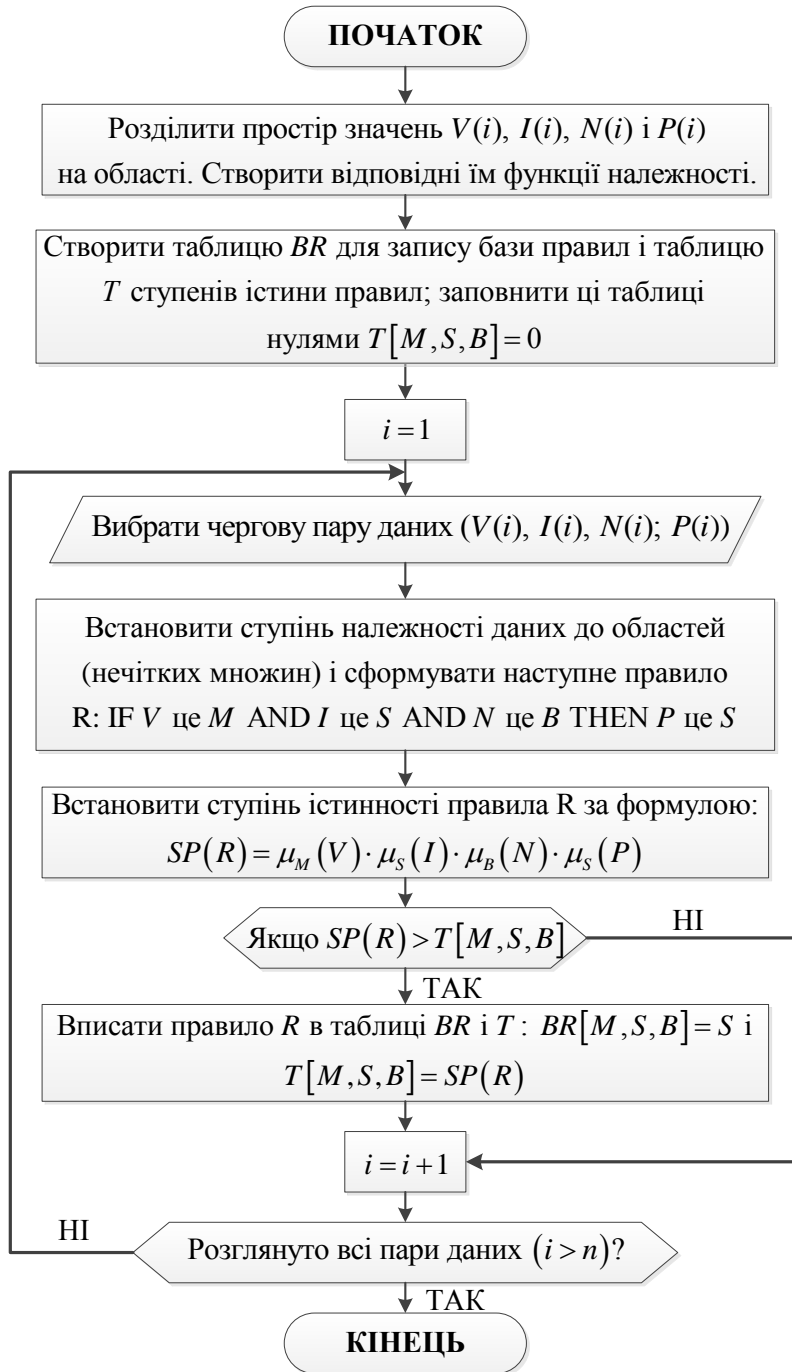 ПОЧАТОК
Розділити простір значень V(i), I(i), N(i) і P(i)
на області. Створити відповідні їм функції належності.
Створити таблицю BR для запису бази правил і таблицю
T ступенів істини правил; заповнити ці таблиці
нулями T[M,S,B]=0
i=1
Вибрати чергову пару даних (V(i), I(i), N(i); P(i))
Встановити ступінь належності даних до областей
(нечітких множин) і сформувати наступне правило
R: IF V це M AND I це S AND N це B THEN P це S
Встановити ступінь істинності правила R за формулою:
SP(R)=μ_M(V)·μ_S(I)·μ_B(N)·μ_S(P)
Якщо SP(R)>T[M,S,B]
НІ
ТАК
Вписати правило R в таблиці BR і T: BR[M,S,B]=S і
T[M,S,B]=SP(R)
i=i+1
НІ
Розглянуто всі пари даних (i>n)?
ТАК
КІНЕЦЬ